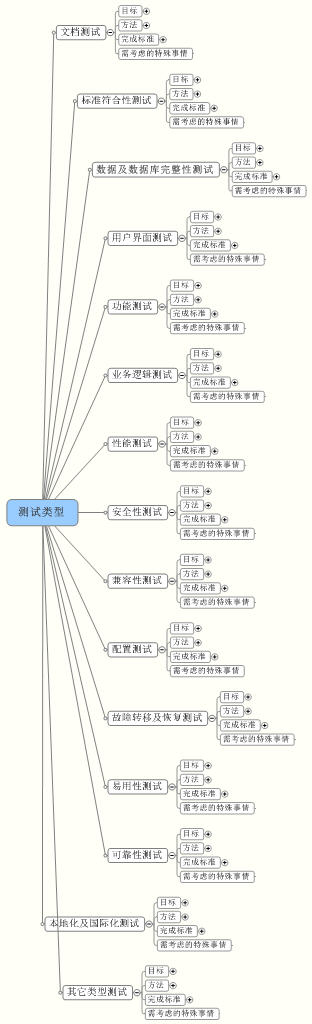 测试类型
文档测试
目标
方法
完成标准
需考虑的特殊事情
标准符合性测试
目标
方法
完成标准
需考虑的特殊事情
数据及数据库完整性测试
目标
方法
完成标准
需考虑的特殊事情
用户界面测试
目标
方法
完成标准
需考虑的特殊事情
功能测试
目标
方法
完成标准
需考虑的特殊事情
业务逻辑测试
目标
方法
完成标准
需考虑的特殊事情
性能测试
目标
方法
完成标准
需考虑的特殊事情
安全性测试
目标
方法
完成标准
需考虑的特殊事情
兼容性测试
目标
方法
完成标准
需考虑的特殊事情
配置测试
目标
方法
完成标准
需考虑的特殊事情
故障转移及恢复测试
目标
方法
完成标准
需考虑的特殊事情
易用性测试
目标
方法
完成标准
需考虑的特殊事情
可靠性测试
目标
方法
完成标准
需考虑的特殊事情
本地化及国际化测试
目标
方法
完成标准
需考虑的特殊事情
其它类型测试
目标
方法
完成标准
需考虑的特殊事情